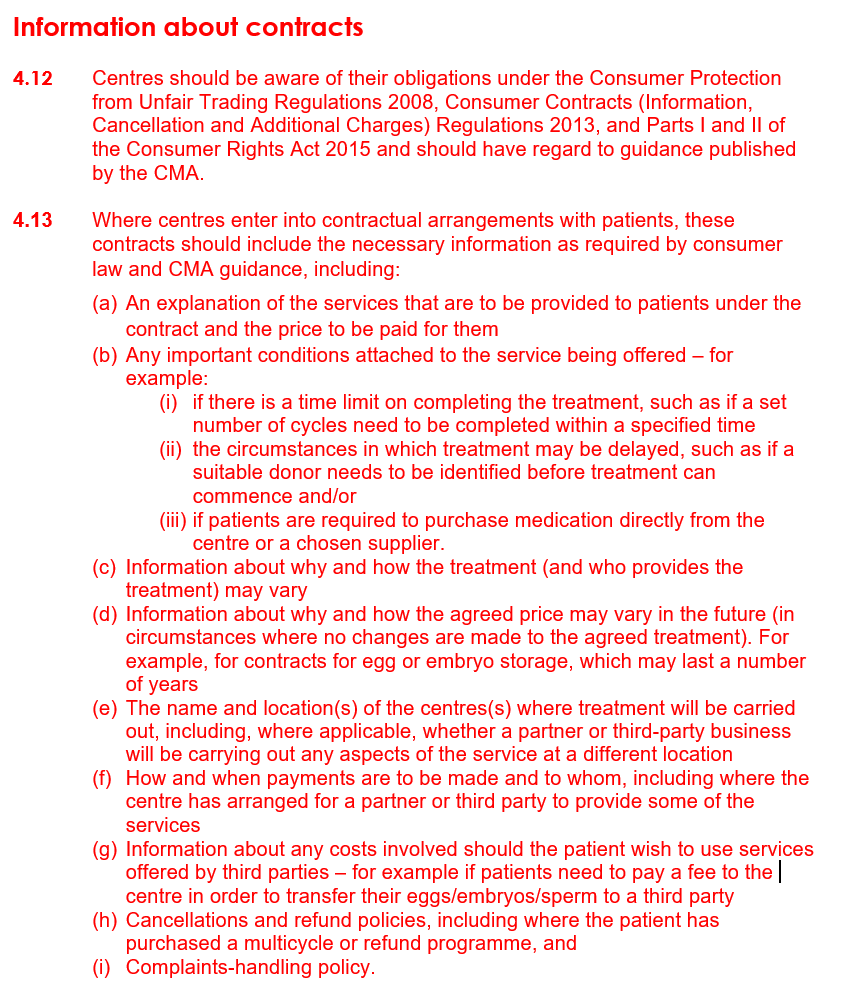 Information about contracts
4.12 Centres should be aware of their obligations under the Consumer Protection
from Unfair Trading Regulations 2008, Consumer Contracts (Information,
Cancellation and Additional Charges) Regulations 2013, and Parts I and II of
the Consumer Rights Act 2015 and should have regard to guidance published
by the CMA.
4.13 Where centres enter into contractual arrangements with patients, these
contracts should include the necessary information as required by consumer
law and CMA guidance, including:
(a) An explanation of the services that are to be provided to patients under the
contract and the price to be paid for them
(b) Any important conditions attached to the service being offered – for
example:
(i) if there is a time limit on completing the treatment, such as if a set
number of cycles need to be completed within a specified time
(ii) the circumstances in which treatment may be delayed, such as if a
suitable donor needs to be identified before treatment can
commence and/or
(iii) if patients are required to purchase medication directly from the
centre or a chosen supplier.
(c) Information about why and how the treatment (and who provides the
treatment) may vary
(d) Information about why and how the agreed price may vary in the future (in
circumstances where no changes are made to the agreed treatment). For
example, for contracts for egg or embryo storage, which may last a number
of years
(e) The name and location(s) of the centres(s) where treatment will be carried
out, including, where applicable, whether a partner or third-party business
will be carrying out any aspects of the service at a different location
(f) How and when payments are to be made and to whom, including where the
centre has arranged for a partner or third party to provide some of the
services
(g) Information about any costs involved should the patient wish to use services
offered by third parties – for example if patients need to pay a fee to the
centre in order to transfer their eggs/embryos/sperm to a third party
(h) Cancellations and refund policies, including where the patient has
purchased a multicycle or refund programme, and
(i) Complaints-handling policy.